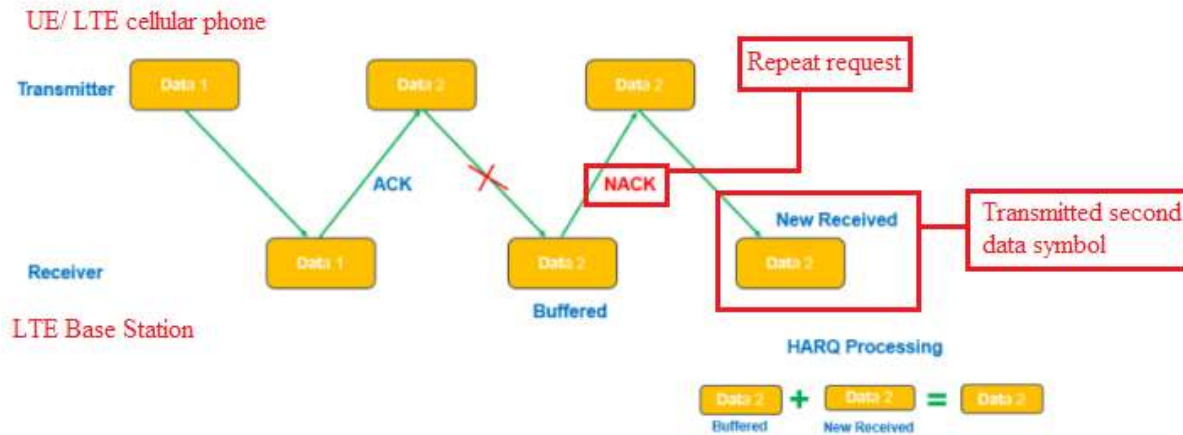 UE/ LTE cellular phone
Repeat request
Transmitter
Data 1
Data 2
Data 2
ACK
NACK
New Received
Transmitted second
data symbol
Receiver
Data 1
Data 2
Data 2
Buffered
LTE Base Station
HARQ Processing
Data 2 + Data 2 = Data 2
Buffered
New Received